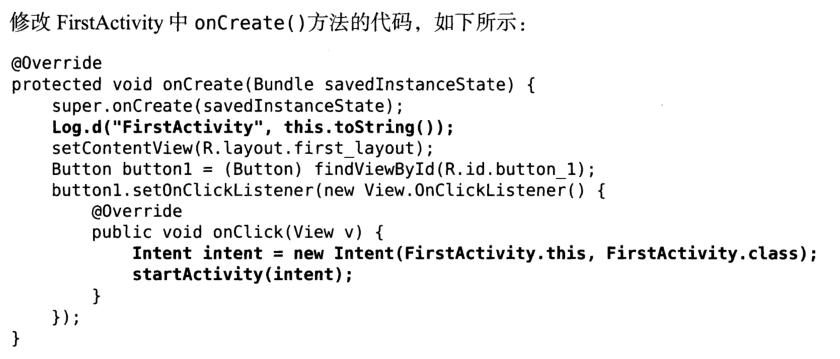 修改 FirstActivity 中 onCreate()方法的代码，如下所示：
@Override
protected void onCreate(Bundle savedInstanceState) {
    super.onCreate(savedInstanceState);
    Log.d("FirstActivity", this.toString());
    setContentView(R.layout.first_layout);
    Button button1 = (Button) findViewById(R.id.button_1);
    button1.setOnClickListener(new View.OnClickListener() {
        @Override
        public void onClick(View v) {
            Intent intent = new Intent(FirstActivity.this, FirstActivity.class);
            startActivity(intent);
        }
    });
}